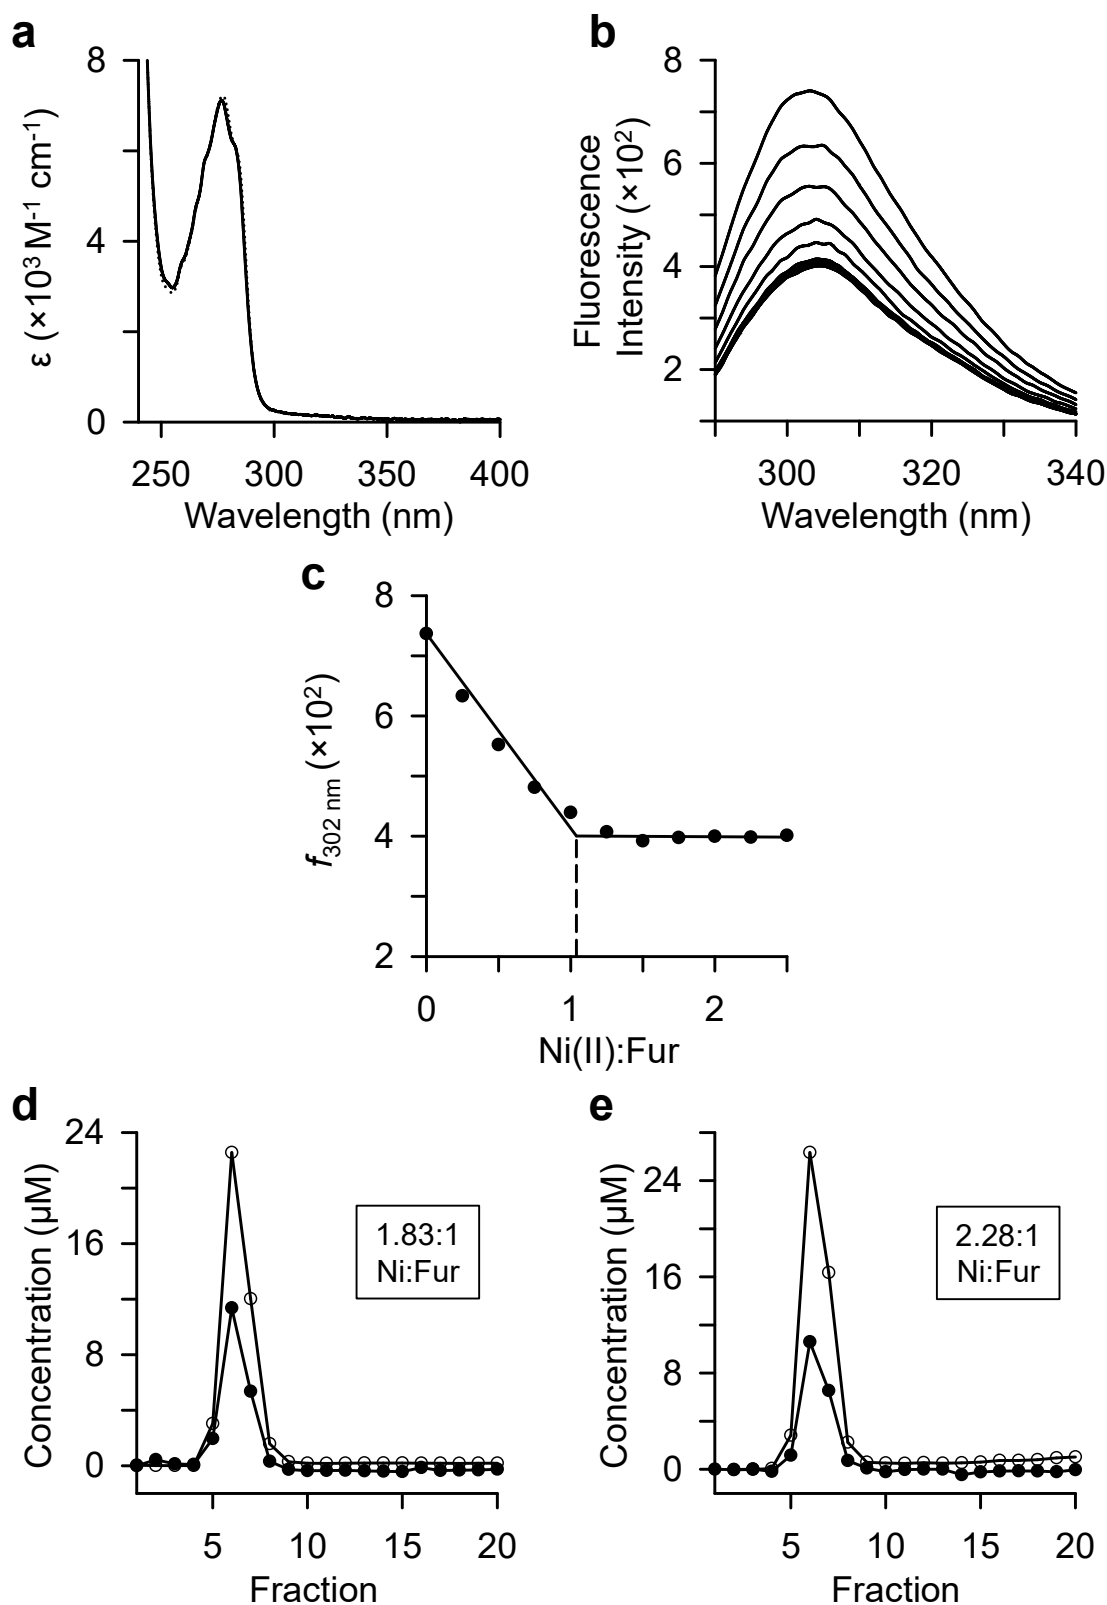 a
8
4
0
ε (×10³ M⁻¹ cm⁻¹)
250 300 350 400
Wavelength (nm)
b
8
6
4
2
Fluorescence
Intensity (×10²)
300 320 340
Wavelength (nm)
c
8
6
4
2
f302 nm (×10²)
0 1 2
Ni(II):Fur
d
24
16
8
0
Concentration (µM)
1.83:1
Ni:Fur
5 10 15 20
Fraction
e
24
16
8
0
Concentration (µM)
2.28:1
Ni:Fur
5 10 15 20
Fraction